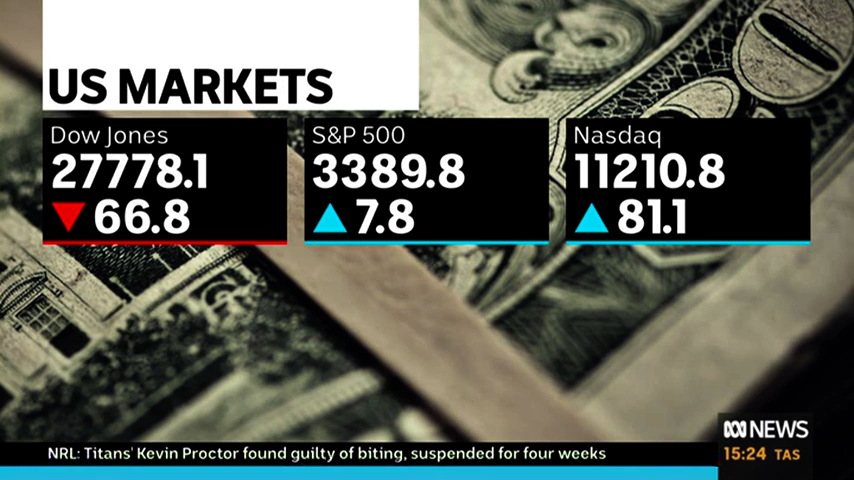 US MARKETS
Dow Jones
27778.1
66.8
S&P 500
3389.8
7.8
Nasdaq
11210.8
81.1
NRL: Titans' Kevin Proctor found guilty of biting, suspended for four weeks
NEWS
15:24 TAS